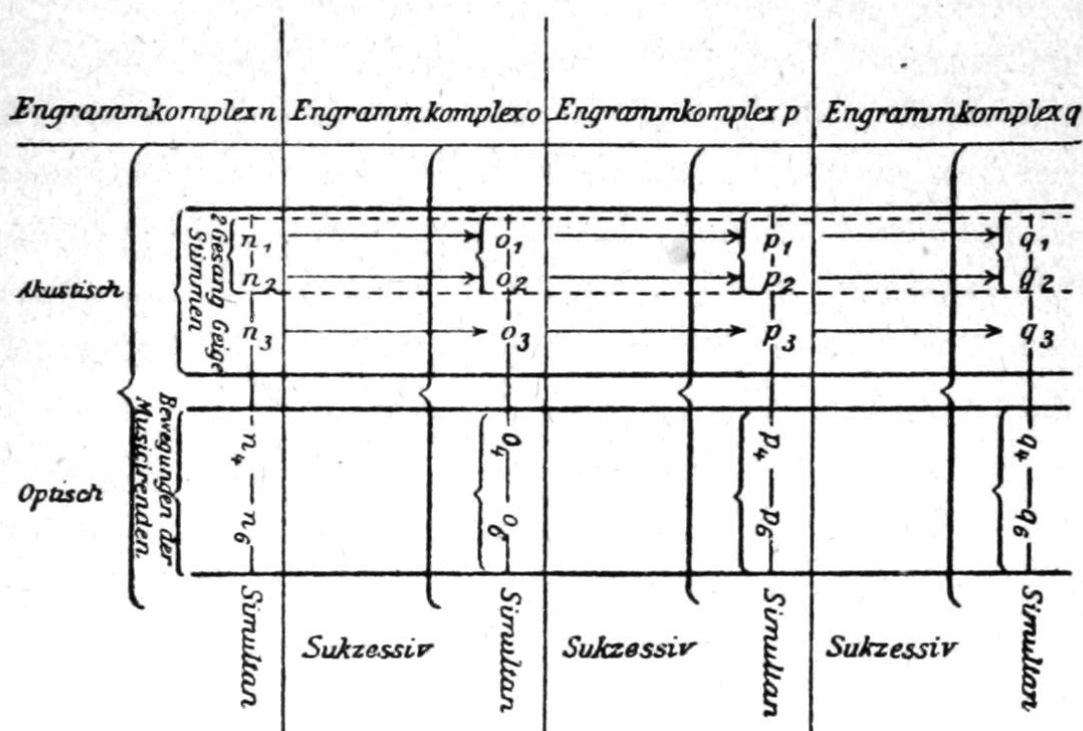 Engrammkomplex n Engrammkomplex o Engrammkomplex p Engrammkomplex q
Akustisch
2 Gesang Geige
Stimmen
n1 o1 p1 q1
n2 o2 p2 q2
n3 o3 p3 q3
Optisch
Bewegungen der
Musicirenden.
n4 — n6 o4 — o6 p4 — p6 q4 — q6
Simultan Simultan Simultan Simultan
Sukzessiv Sukzessiv Sukzessiv